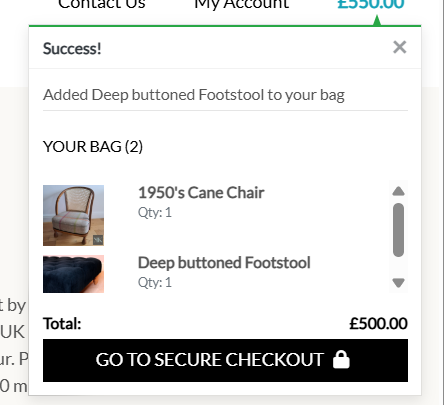 Contact Us My Account £550.00
Success! ×
Added Deep buttoned Footstool to your bag
YOUR BAG (2)
1950's Cane Chair
Qty: 1
Deep buttoned Footstool
Qty: 1
t by
Total: £500.00
UK
GO TO SECURE CHECKOUT
ur. P
0 m